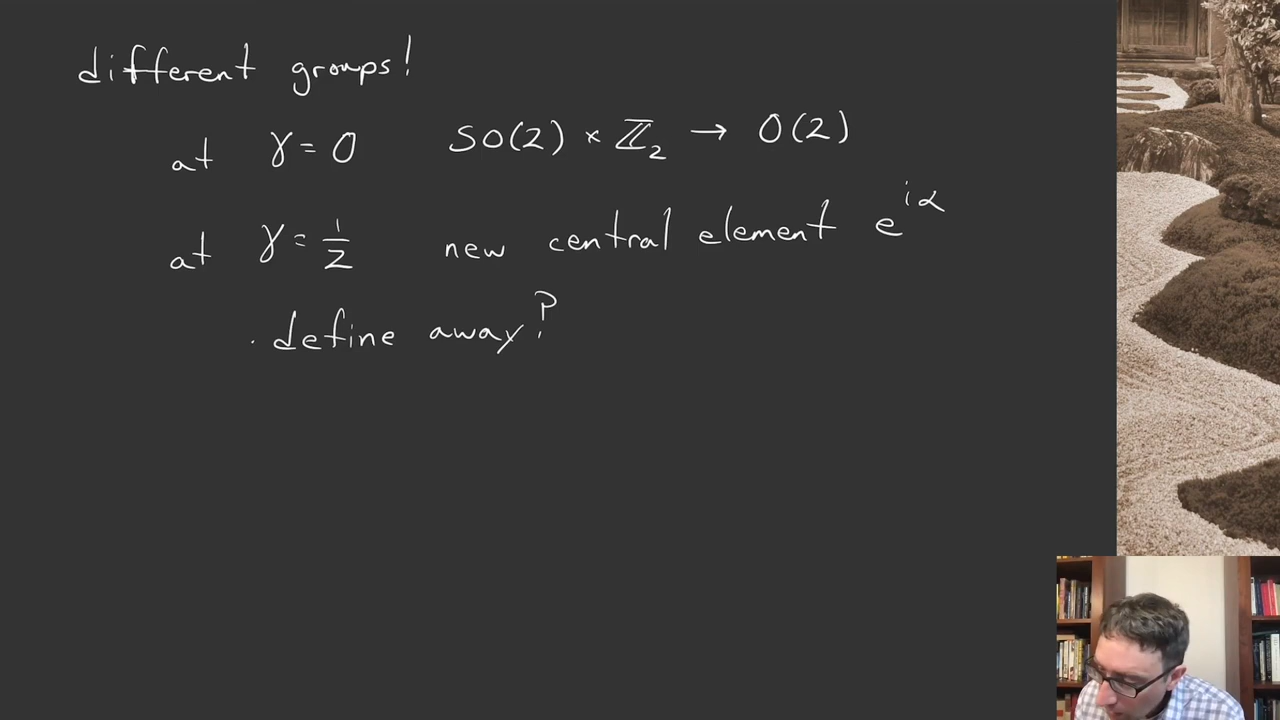 different groups!
at γ = 0 SO(2) × ℤ₂ → O(2)
at γ = 1/2 new central element e^{iα}
· define away?